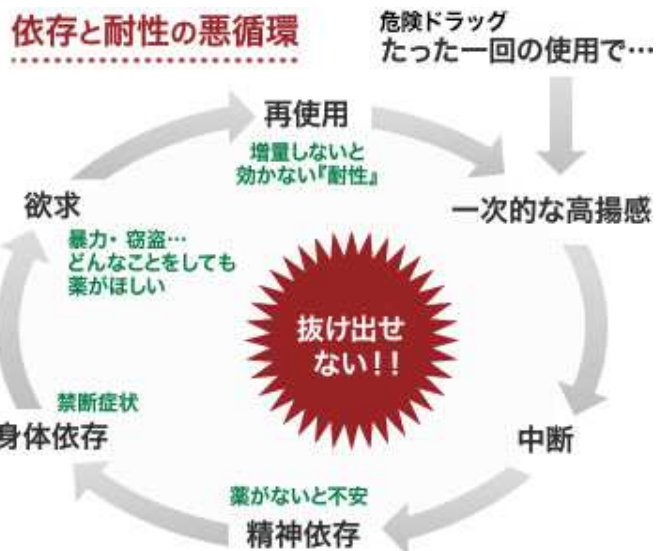 依存と耐性の悪循環
危険ドラッグ
たった一回の使用で…
再使用
増量しないと
効かない『耐性』
一次的な高揚感
中断
薬がないと不安
精神依存
禁断症状
身体依存
欲求
暴力・窃盗…
どんなことをしても
薬がほしい
抜け出せ
ない!!